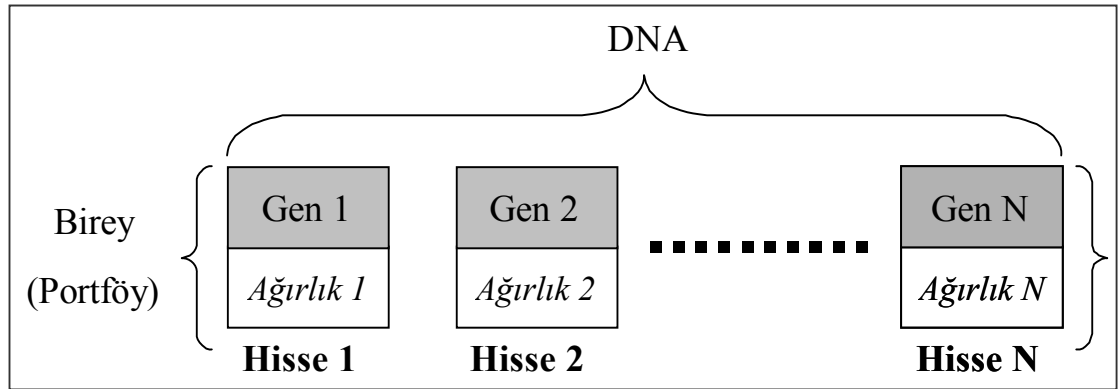 DNA
Gen 1 Gen 2 Gen N
Birey
(Portföy)
Ağırlık 1 Ağırlık 2 Ağırlık N
Hisse 1 Hisse 2 Hisse N